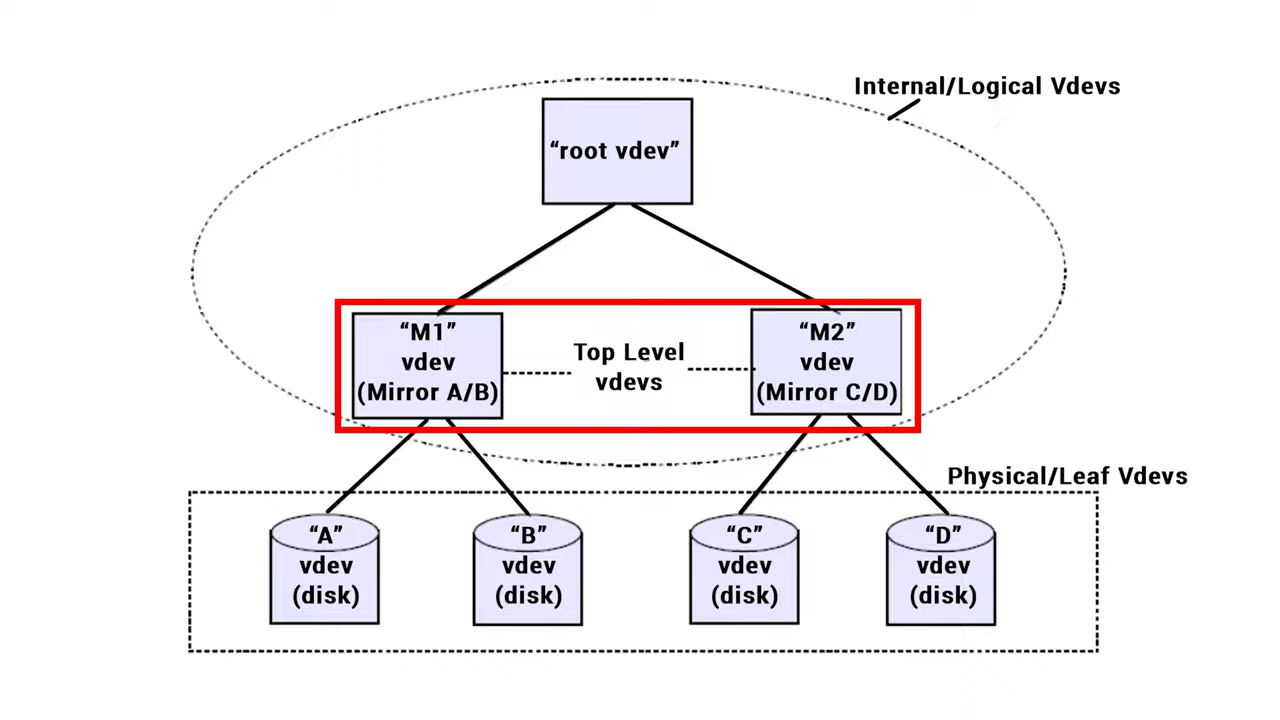 Internal/Logical Vdevs
“root vdev”
“M1”
vdev
(Mirror A/B)
Top Level
vdevs
“M2”
vdev
(Mirror C/D)
Physical/Leaf Vdevs
“A”
vdev
(disk)
“B”
vdev
(disk)
“C”
vdev
(disk)
“D”
vdev
(disk)